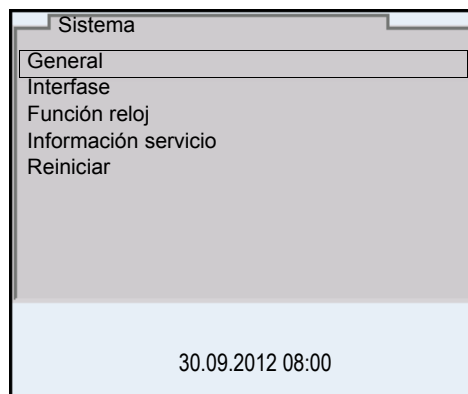 Sistema
General
Interfase
Función reloj
Información servicio
Reiniciar
30.09.2012 08:00